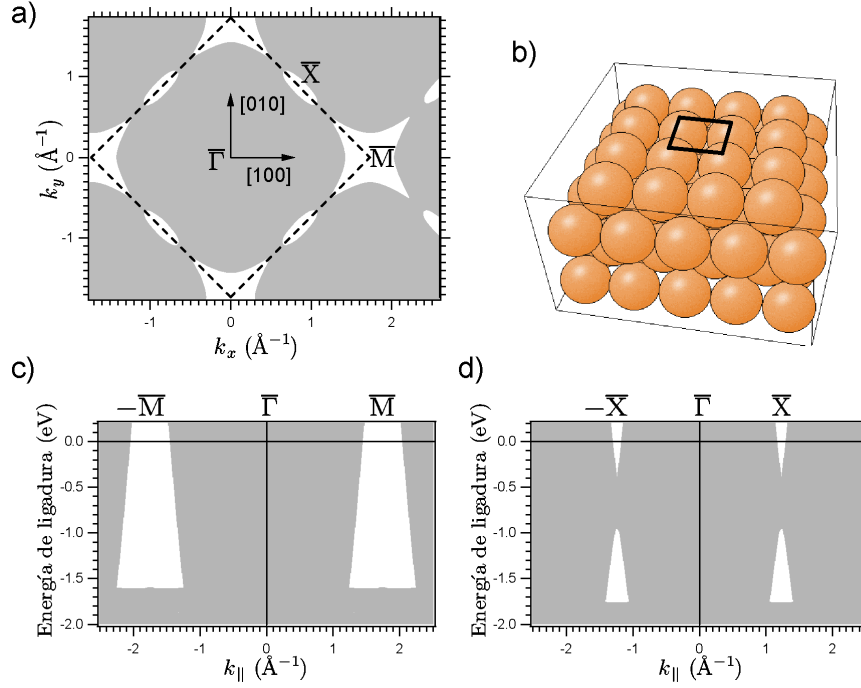 a)
k_y (Å⁻¹)
1
0
-1
X̅
[010]
Γ̅
M̅
[100]
-1
0
1
2
k_x (Å⁻¹)
b)
c)
−M̅
Γ̅
M̅
Energía de ligadura (eV)
0.0
-0.5
-1.0
-1.5
-2.0
-2
-1
0
1
2
k_∥ (Å⁻¹)
d)
−X̅
Γ̅
X̅
Energía de ligadura (eV)
0.0
-0.5
-1.0
-1.5
-2.0
-2
-1
0
1
2
k_∥ (Å⁻¹)